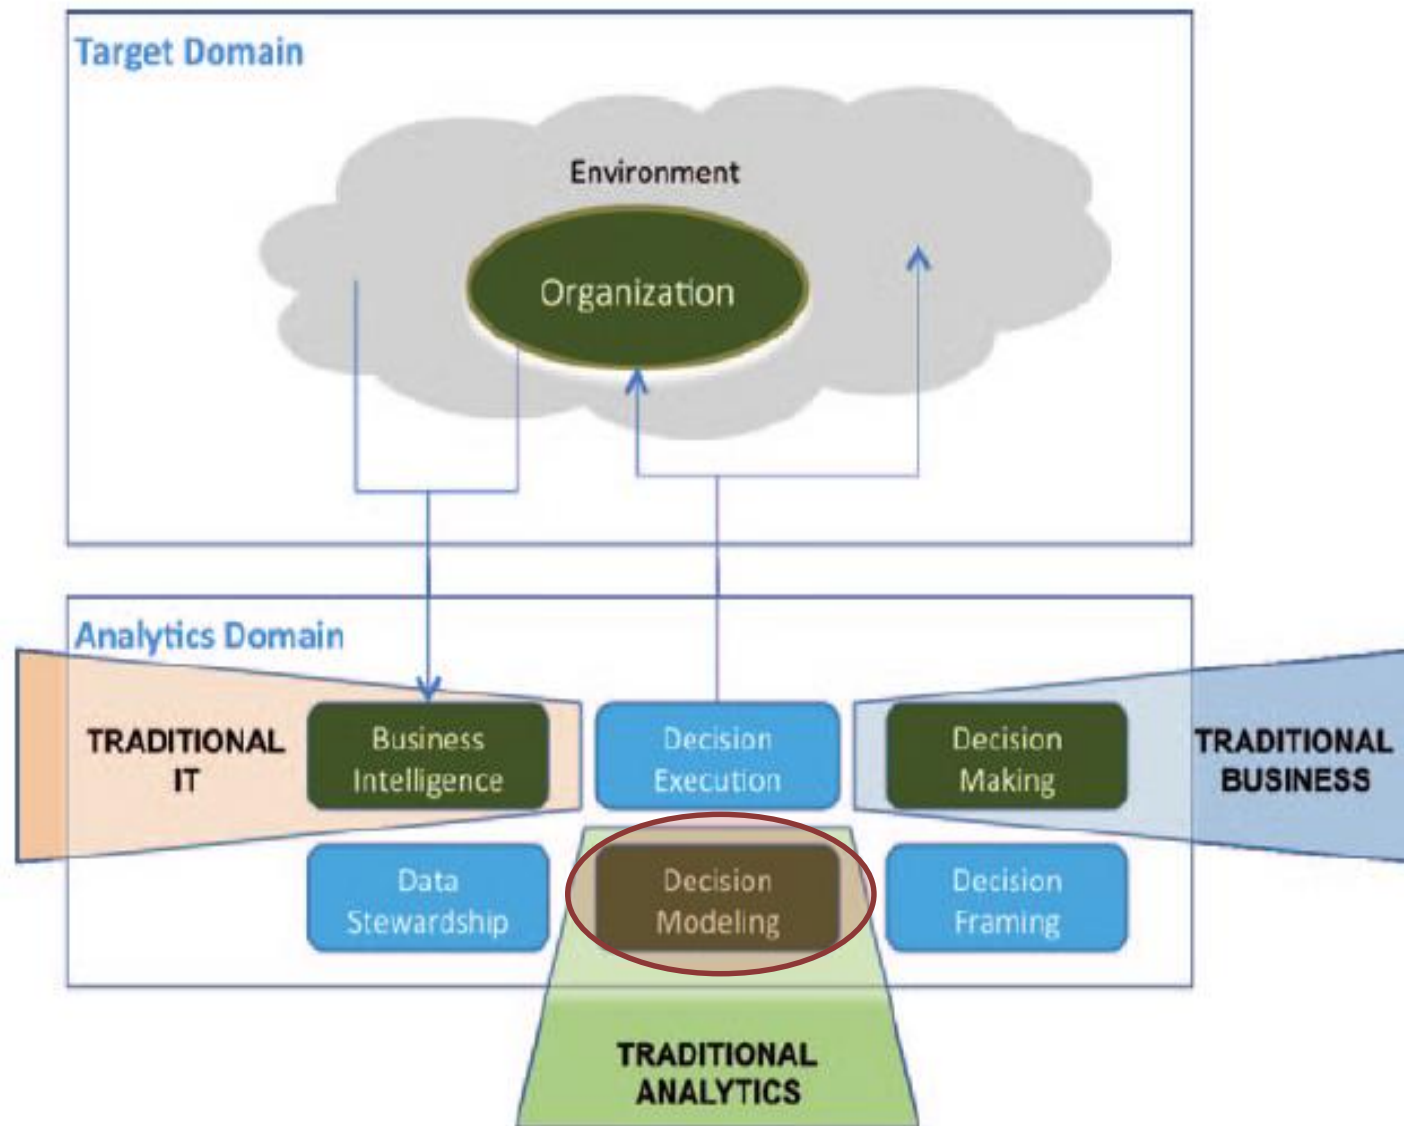 Target Domain
Environment
Organization
Analytics Domain
TRADITIONAL
IT
Business
Intelligence
Decision
Execution
Decision
Making
TRADITIONAL
BUSINESS
Data
Stewardship
Decision
Modeling
Decision
Framing
TRADITIONAL
ANALYTICS